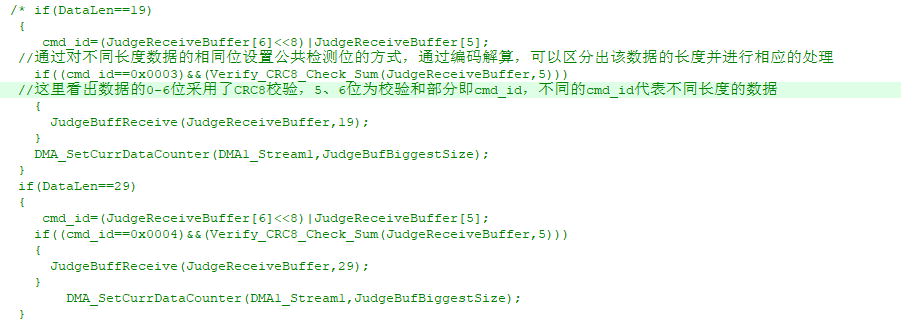 /* if(DataLen==19)
{
cmd_id=(JudgeReceiveBuffer[6]<<8)|JudgeReceiveBuffer[5];
//通过对不同长度数据的相同位设置公共检测位的方式，通过编码解算，可以区分出该数据的长度并进行相应的处理
if((cmd_id==0x0003)&&(Verify_CRC8_Check_Sum(JudgeReceiveBuffer,5)))
//这里看出数据的0-6位采用了CRC8校验，5、6位为校验和部分即cmd_id，不同的cmd_id代表不同长度的数据
{
JudgeBuffReceive(JudgeReceiveBuffer,19);
}
DMA_SetCurrDataCounter(DMA1_Stream1,JudgeBufBiggestSize);
}
if(DataLen==29)
{
cmd_id=(JudgeReceiveBuffer[6]<<8)|JudgeReceiveBuffer[5];
if((cmd_id==0x0004)&&(Verify_CRC8_Check_Sum(JudgeReceiveBuffer,5)))
{
JudgeBuffReceive(JudgeReceiveBuffer,29);
}
DMA_SetCurrDataCounter(DMA1_Stream1,JudgeBufBiggestSize);
}